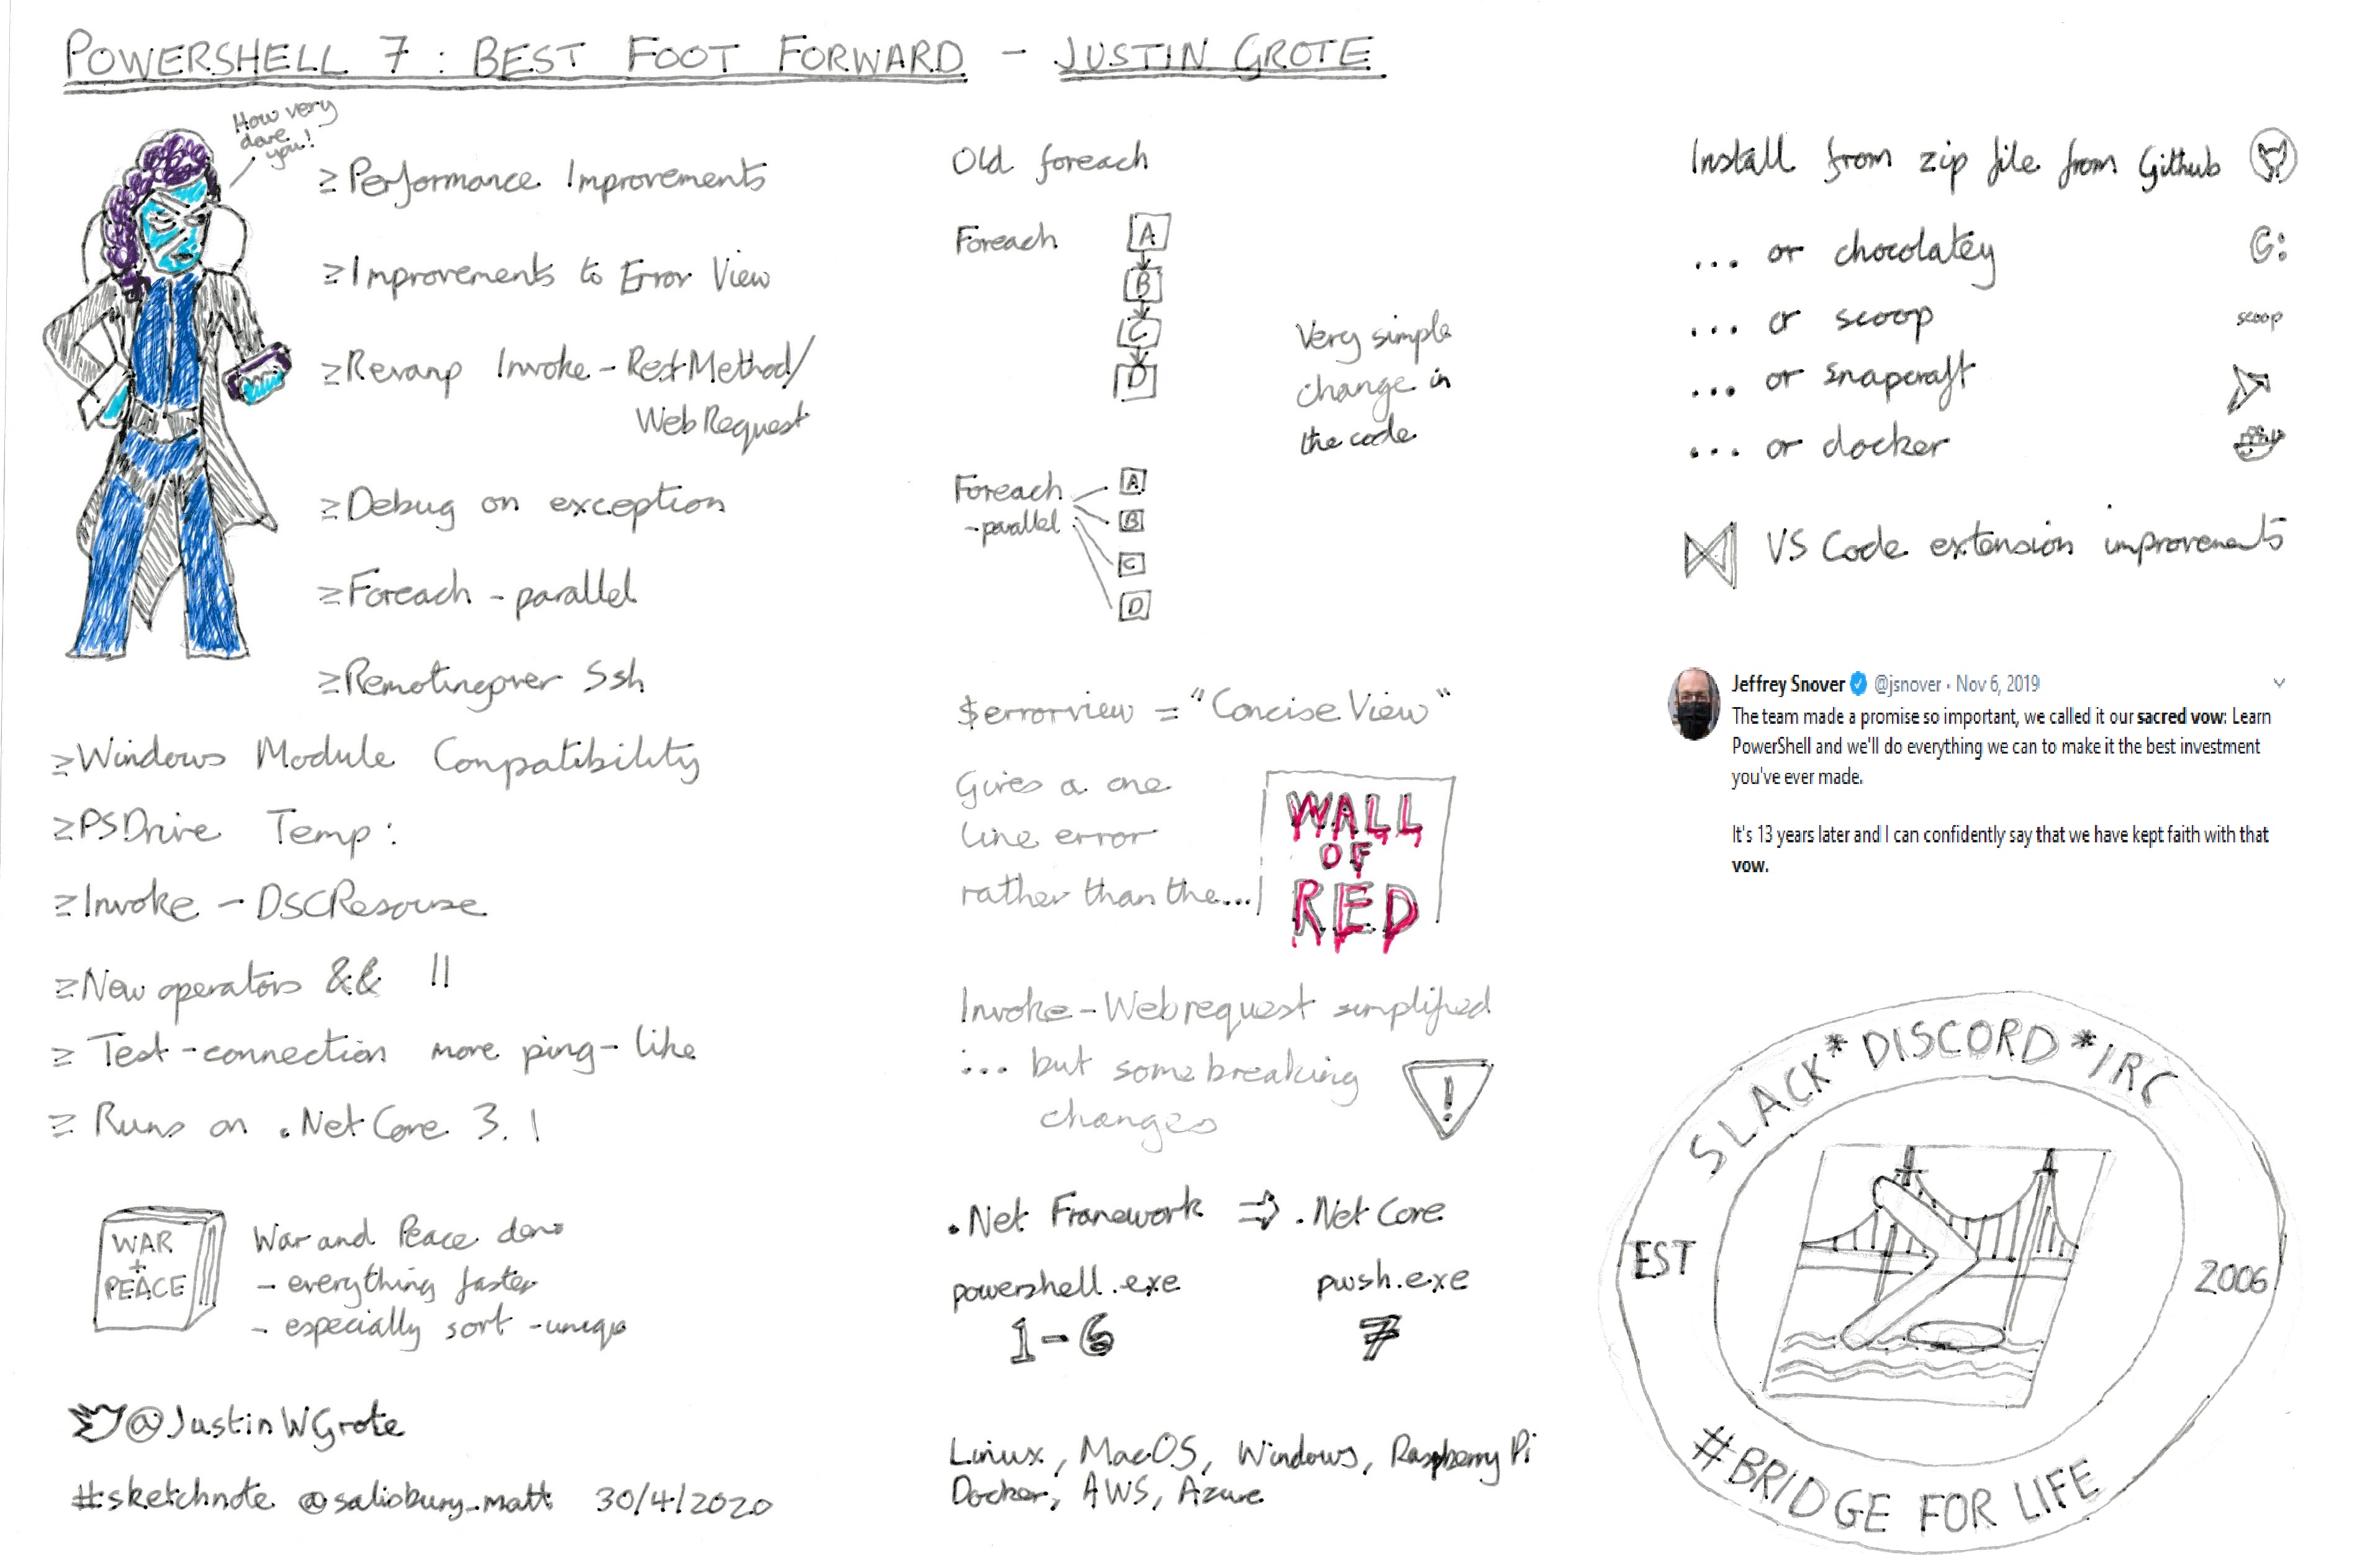 POWERSHELL 7 : BEST FOOT FORWARD - JUSTIN GROTE
How very
dare
you!
≥Performance Improvements
≥Improvements to Error View
≥Revamp Invoke-RestMethod/
WebRequest
≥Debug on exception
≥Foreach -parallel
≥Remoting over Ssh
≥Windows Module Compatibility
≥PSDrive Temp:
≥Invoke-DSCResourse
≥New operators && ||
≥ Test-connection more ping-like
≥ Runs on .Net Core 3.1
WAR
+
PEACE
War and Peace demo
- everything faster
- especially sort -unique
@JustinWGrote
#sketchnote @salisbury_matt 30/4/2020
Old foreach
Foreach
A
B
C
D
Very simple
change in
the code
Foreach
-parallel
A
B
C
D
$errorview = "Concise View"
Gives a one
line error
rather than the...
WALL
OF
RED
Invoke-Webrequest simplified
... but some breaking
changes
!
.Net Framework ⇒ .Net Core
powershell.exe pwsh.exe
1-6 7
Linux, MacOS, Windows, Raspberry Pi
Docker, AWS, Azure
Install from zip file from Github
... or chocolatey C:
... or scoop scoop
... or snapcraft
... or docker
VS Code extension improvements
Jeffrey Snover @jsnover · Nov 6, 2019
The team made a promise so important, we called it our sacred vow: Learn
PowerShell and we'll do everything we can to make it the best investment
you've ever made.
It's 13 years later and I can confidently say that we have kept faith with that
vow.
SLACK*DISCORD*IRC
EST 2006
#BRIDGE FOR LIFE